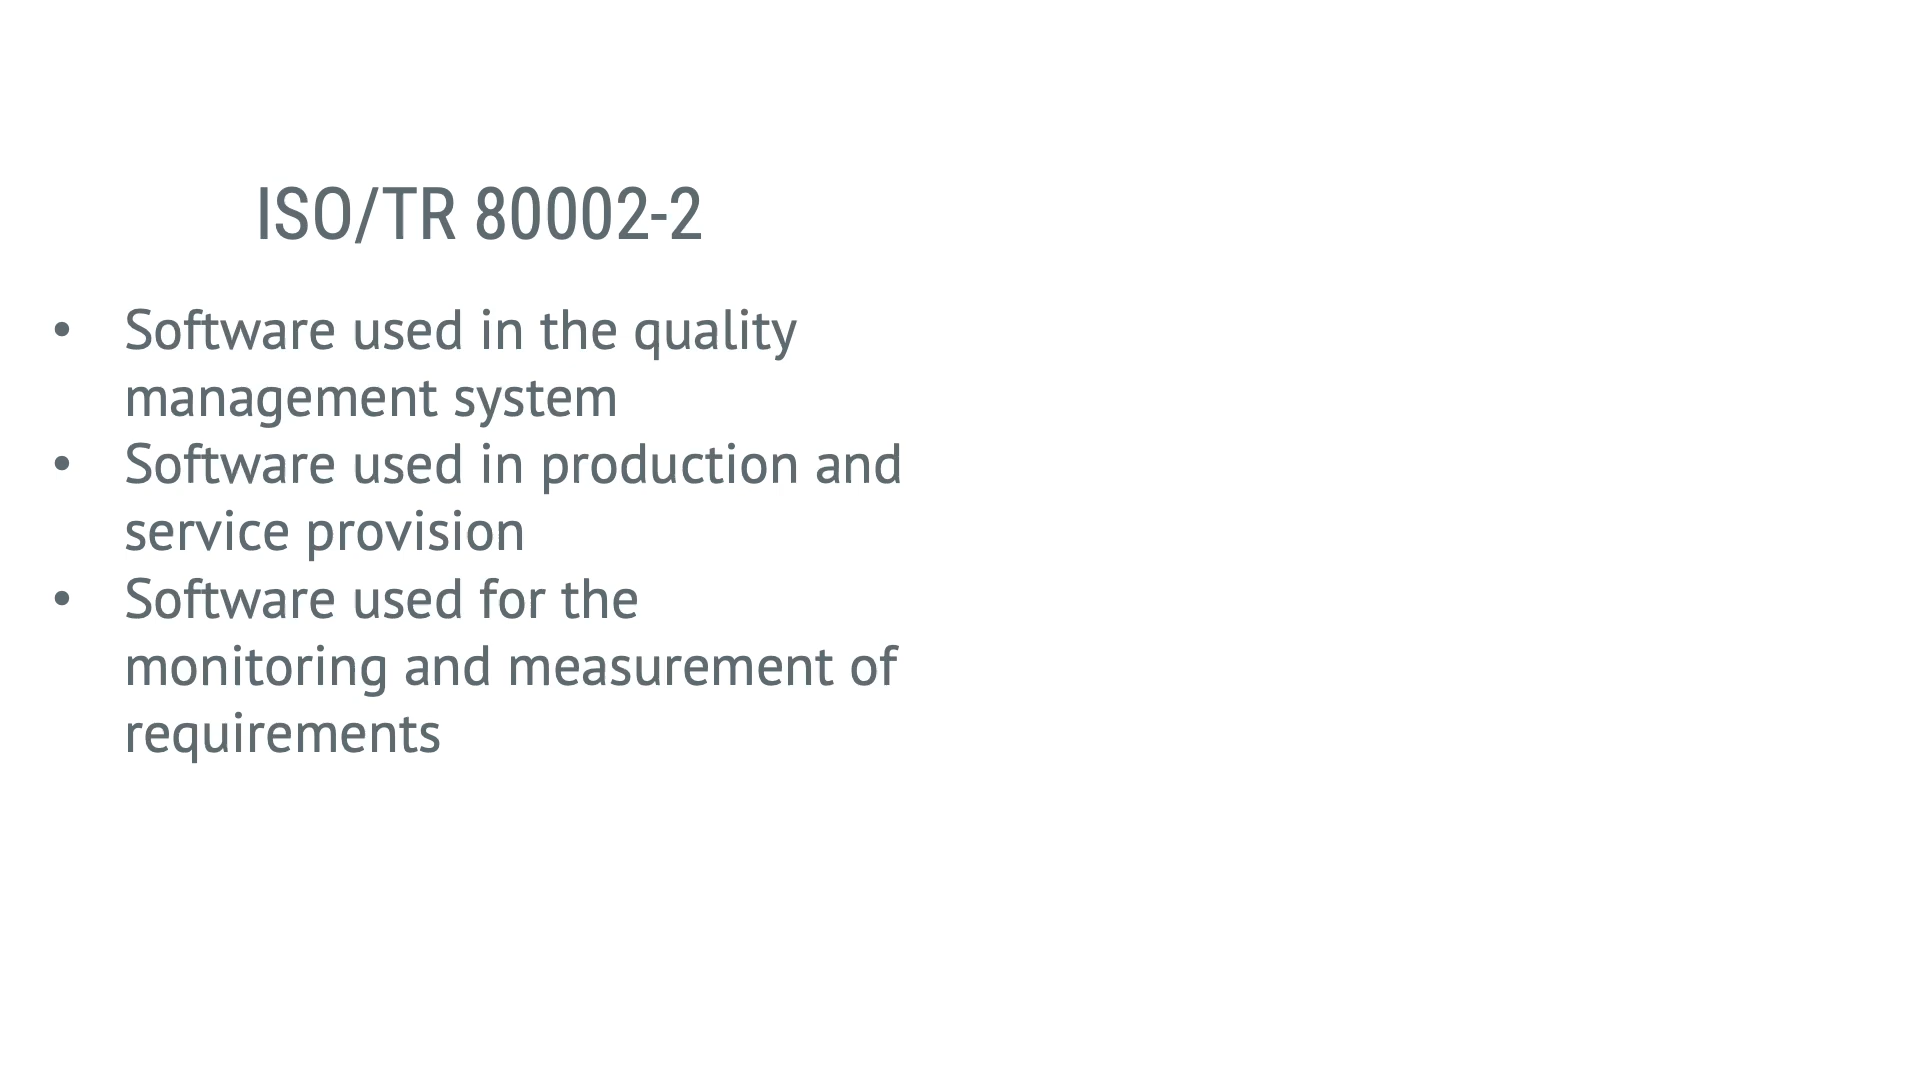 ISO/TR 80002-2
• Software used in the quality
management system
• Software used in production and
service provision
• Software used for the
monitoring and measurement of
requirements